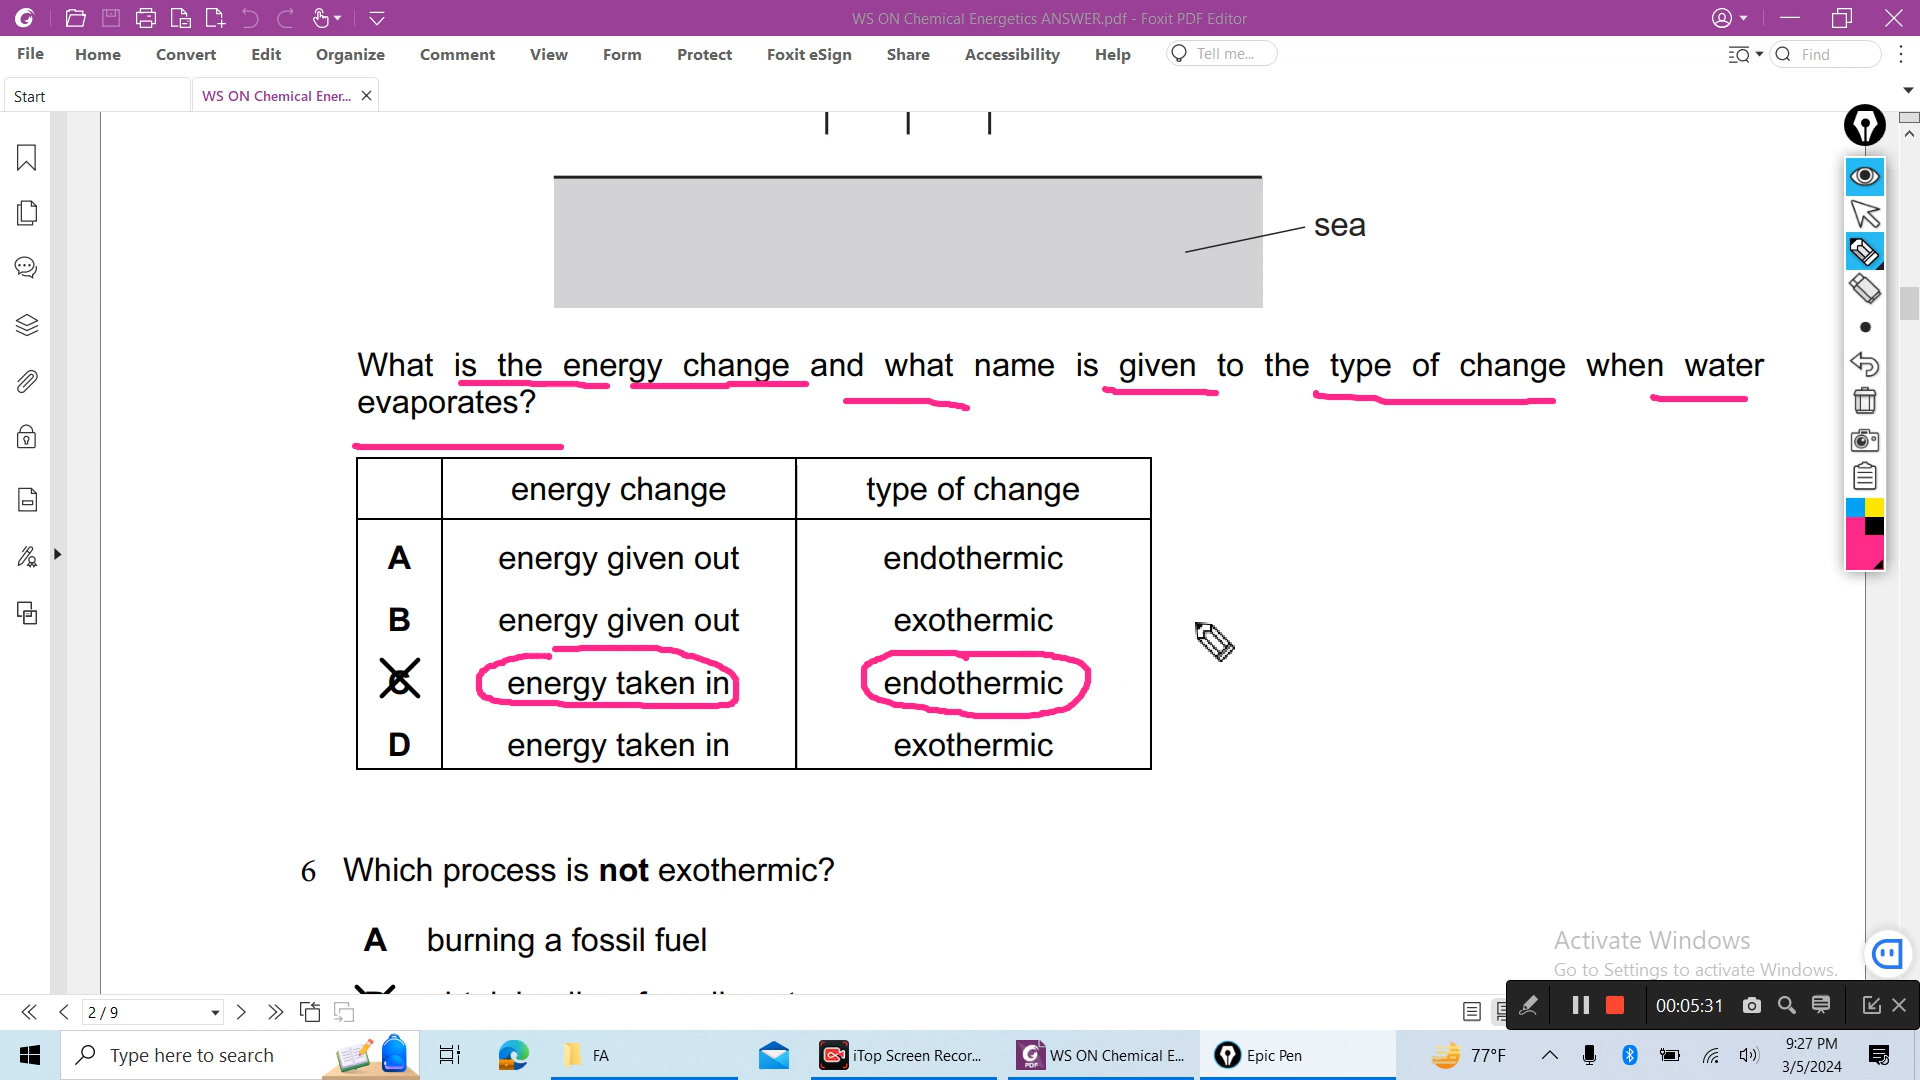 WS ON Chemical Energetics ANSWER.pdf - Foxit PDF Editor
File Home Convert Edit Organize Comment View Form Protect Foxit eSign Share Accessibility Help Tell me... Find
Start WS ON Chemical Ener...
sea
What is the energy change and what name is given to the type of change when water
evaporates?
energy change type of change
A energy given out endothermic
B energy given out exothermic
C energy taken in endothermic
D energy taken in exothermic
6 Which process is not exothermic?
A burning a fossil fuel
Activate Windows
Go to Settings to activate Windows.
2 / 9
00:05:31
Type here to search
FA
iTop Screen Recor...
WS ON Chemical E...
Epic Pen
77°F
9:27 PM
3/5/2024